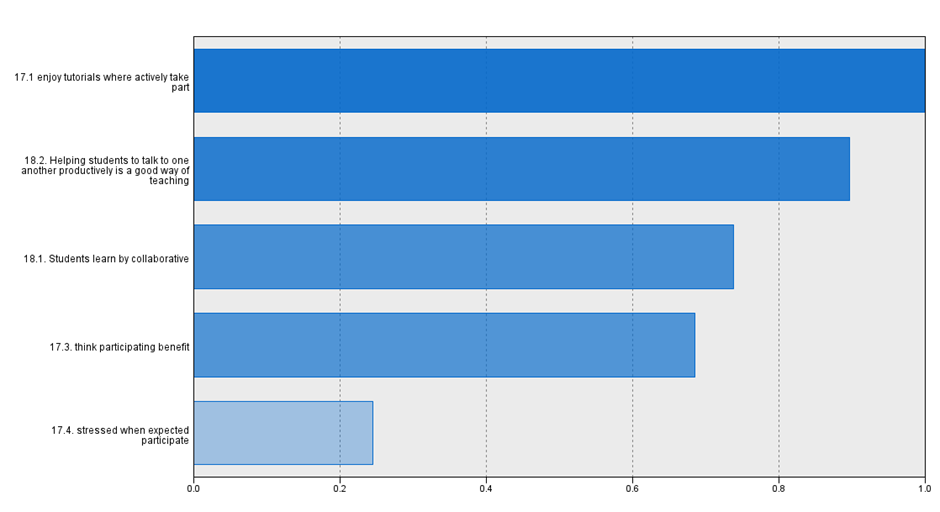 17.1 enjoy tutorials where actively take
part
18.2. Helping students to talk to one
another productively is a good way of
teaching
18.1. Students learn by collaborative
17.3. think participating benefit
17.4. stressed when expected
participate
0.0 0.2 0.4 0.6 0.8 1.0